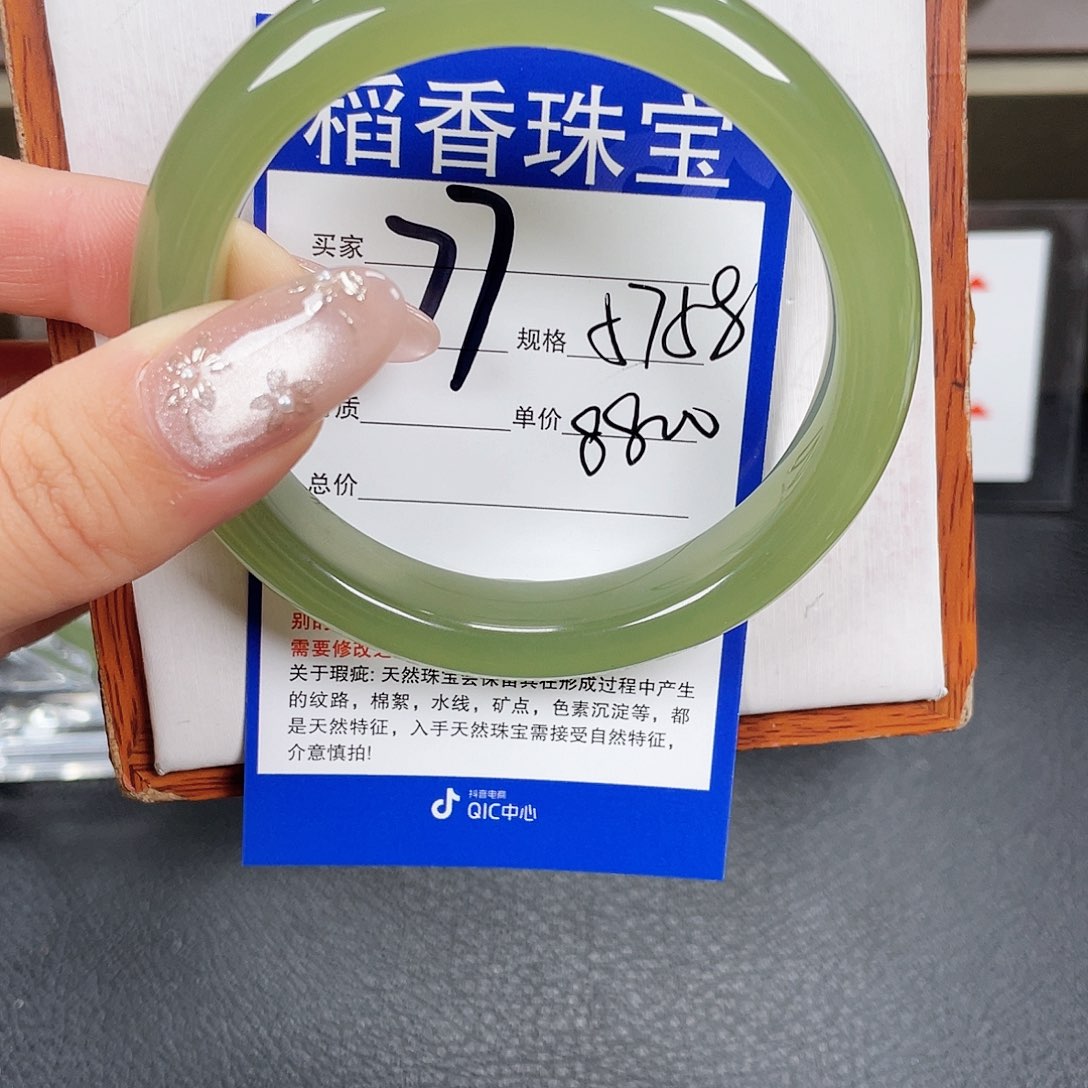 稻香珠宝
买家
77
规格 5758
质 单价 8800
总价
别的
需要修改
关于瑕疵: 天然珠宝会保留其在形成过程中产生
的纹路，棉絮，水线，矿点，色素沉淀等，都
是天然特征，入手天然珠宝需接受自然特征，
介意慎拍!
抖音电商
QIC中心